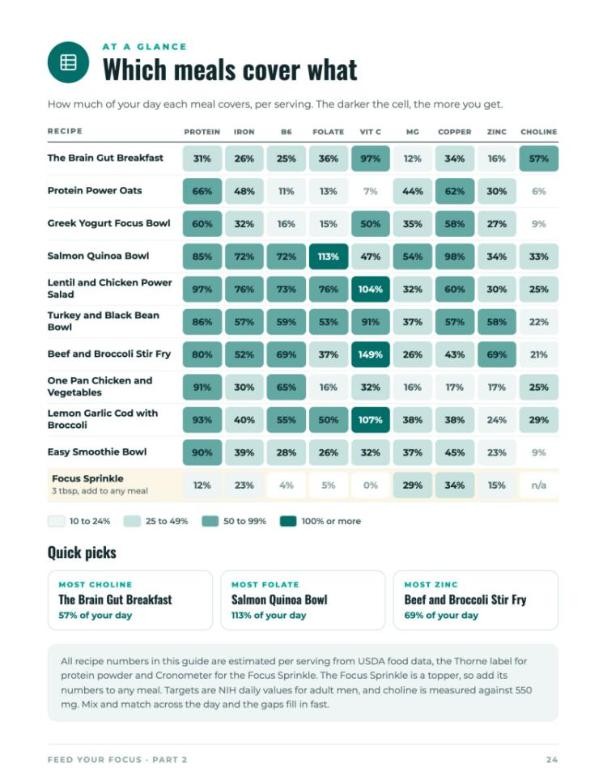 AT A GLANCE
Which meals cover what
How much of your day each meal covers, per serving. The darker the cell, the more you get.
RECIPE PROTEIN IRON B6 FOLATE VIT C MG COPPER ZINC CHOLINE
The Brain Gut Breakfast 31% 26% 25% 36% 97% 12% 34% 16% 57%
Protein Power Oats 66% 48% 11% 13% 7% 44% 62% 30% 6%
Greek Yogurt Focus Bowl 60% 32% 16% 15% 50% 35% 58% 27% 9%
Salmon Quinoa Bowl 85% 72% 72% 113% 47% 54% 98% 34% 33%
Lentil and Chicken Power
Salad 97% 76% 73% 76% 104% 32% 60% 30% 25%
Turkey and Black Bean
Bowl 86% 57% 59% 53% 91% 37% 57% 58% 22%
Beef and Broccoli Stir Fry 80% 52% 69% 37% 149% 26% 43% 69% 21%
One Pan Chicken and
Vegetables 91% 30% 65% 16% 32% 16% 17% 17% 25%
Lemon Garlic Cod with
Broccoli 93% 40% 55% 50% 107% 38% 38% 24% 29%
Easy Smoothie Bowl 90% 39% 28% 26% 32% 37% 45% 23% 9%
Focus Sprinkle
3 tbsp, add to any meal 12% 23% 4% 5% 0% 29% 34% 15% n/a
10 to 24% 25 to 49% 50 to 99% 100% or more
Quick picks
MOST CHOLINE
The Brain Gut Breakfast
57% of your day
MOST FOLATE
Salmon Quinoa Bowl
113% of your day
MOST ZINC
Beef and Broccoli Stir Fry
69% of your day
All recipe numbers in this guide are estimated per serving from USDA food data, the Thorne label for
protein powder and Cronometer for the Focus Sprinkle. The Focus Sprinkle is a topper, so add its
numbers to any meal. Targets are NIH daily values for adult men, and choline is measured against 550
mg. Mix and match across the day and the gaps fill in fast.
FEED YOUR FOCUS · PART 2 24